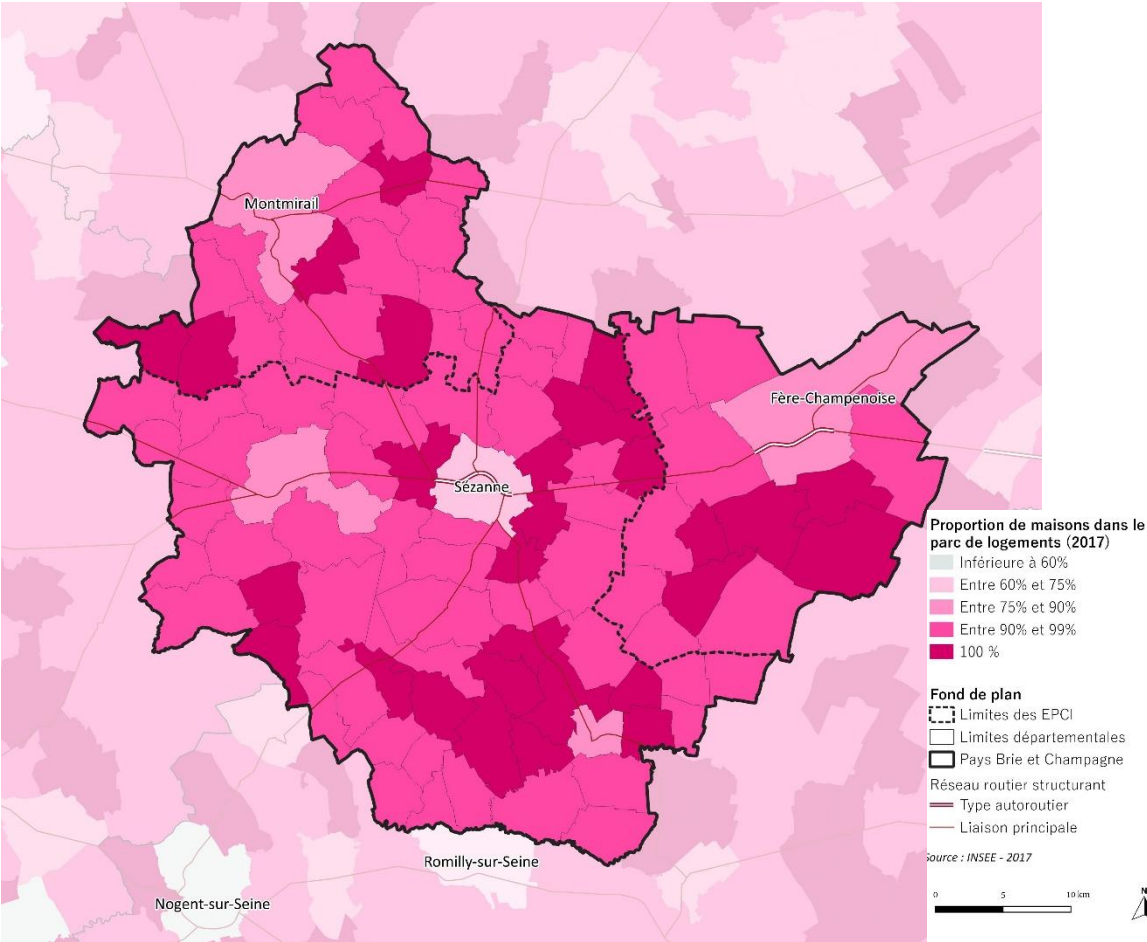 Montmirail
Fère-Champenoise
Sézanne
Romilly-sur-Seine
Nogent-sur-Seine
Proportion de maisons dans le
parc de logements (2017)
Inférieure à 60%
Entre 60% et 75%
Entre 75% et 90%
Entre 90% et 99%
100 %
Fond de plan
Limites des EPCI
Limites départementales
Pays Brie et Champagne
Réseau routier structurant
Type autoroutier
Liaison principale
Source : INSEE - 2017
0 5 10 km
N